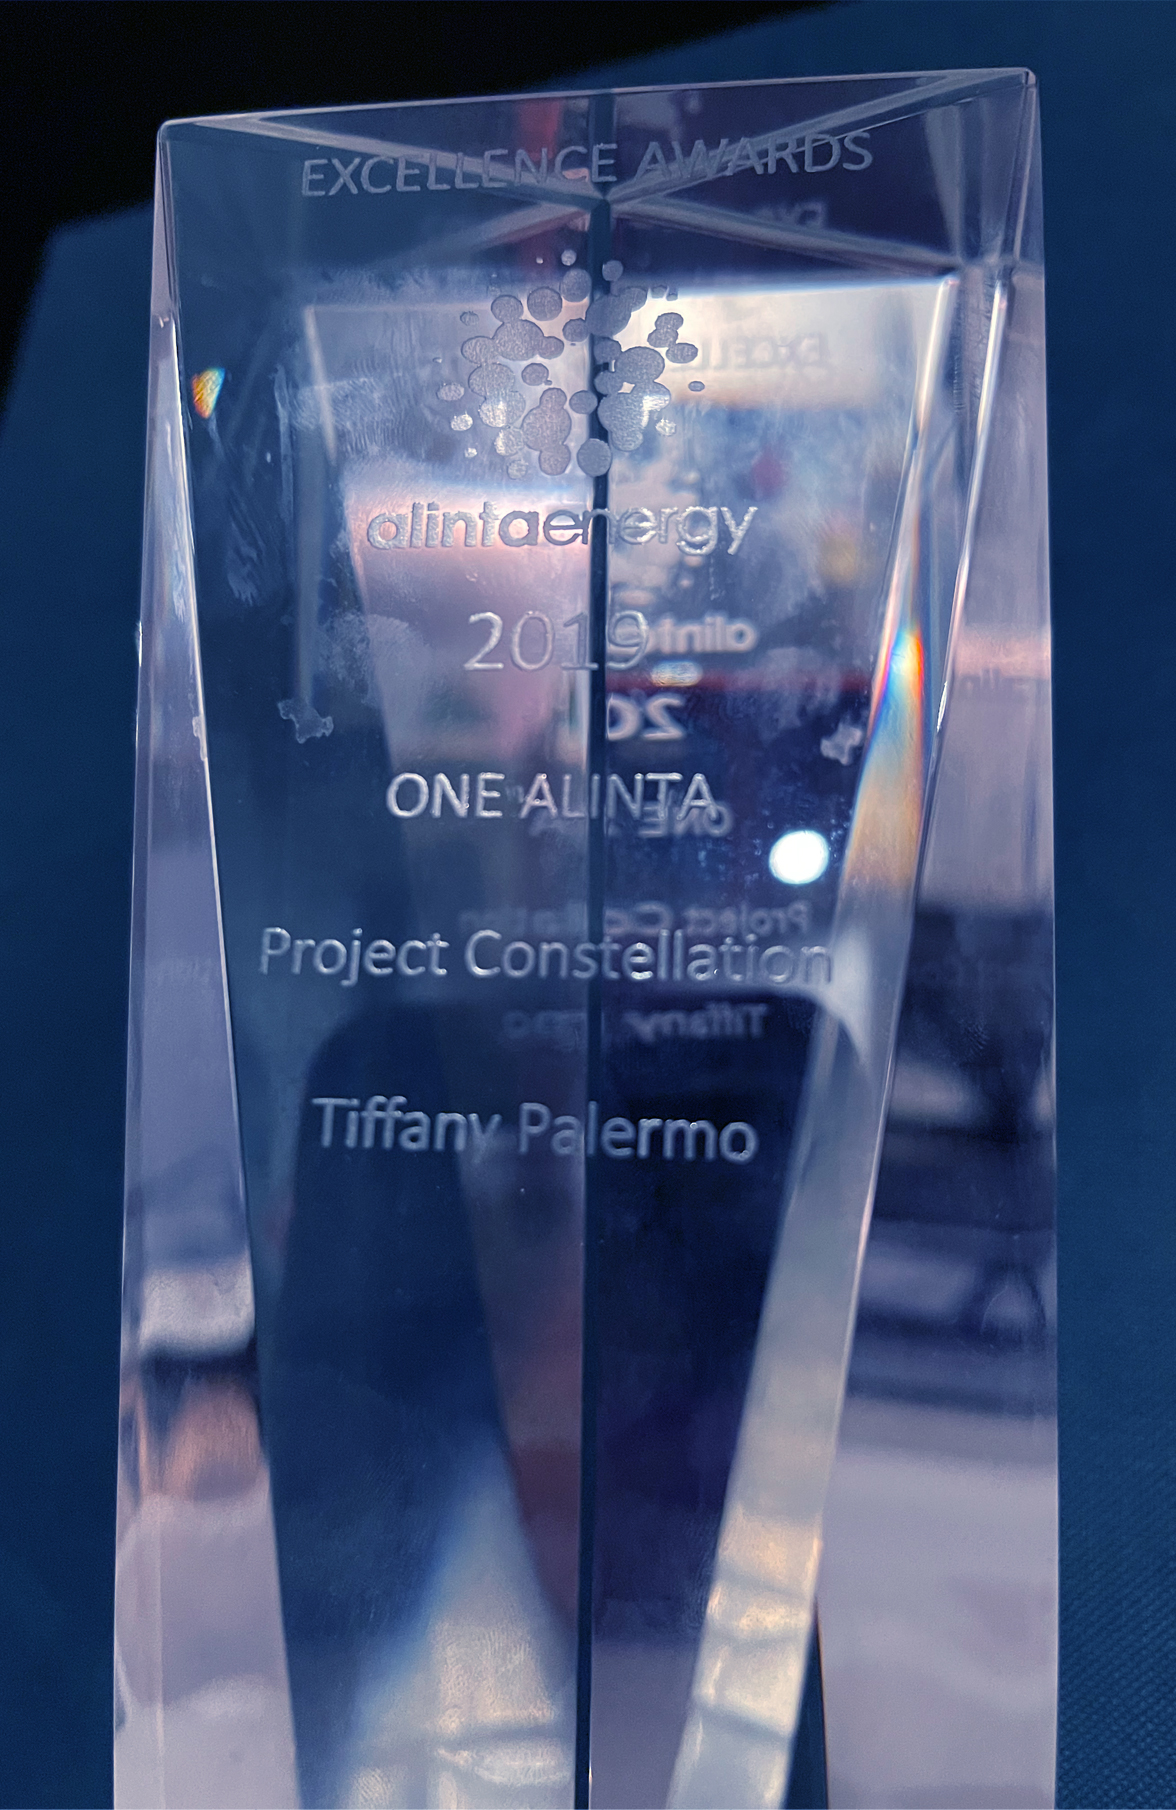 EXCELLENCE AWARDS
alintaenergy
2019
ONE ALINTA
Project Constellation
Tiffany Palermo